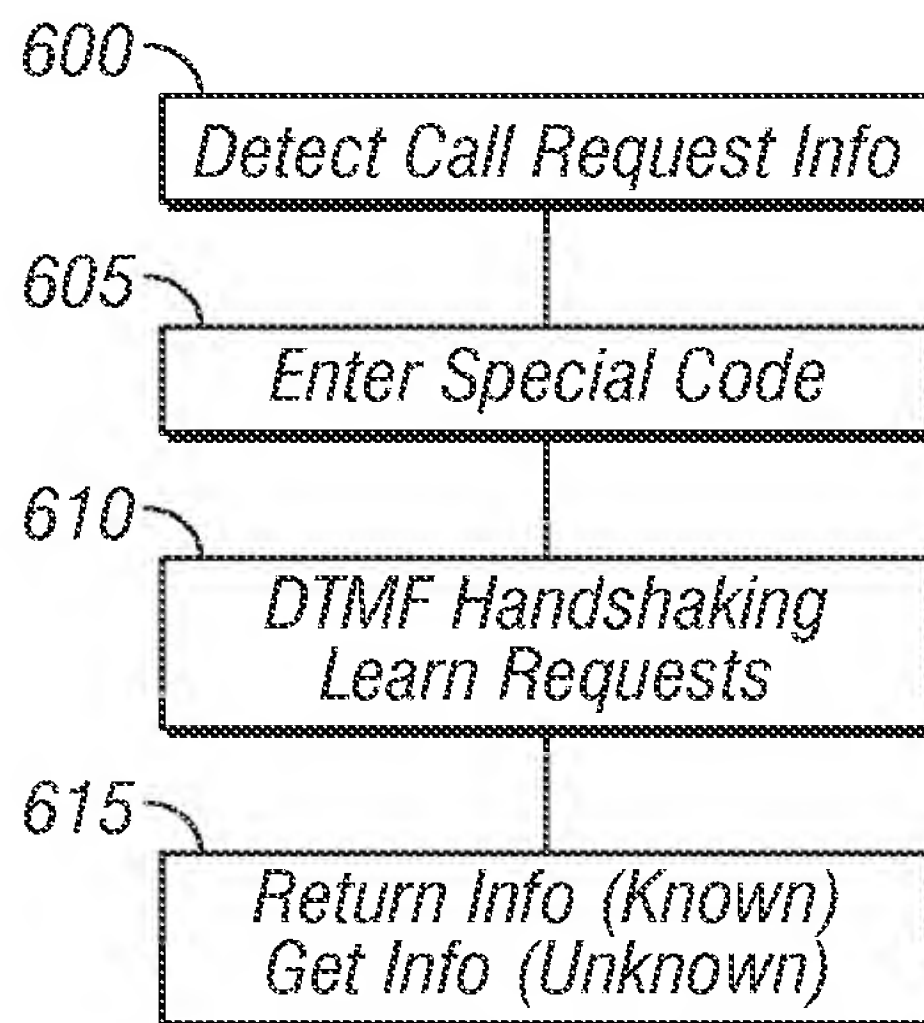 600
Detect Call Request Info
605
Enter Special Code
610
DTMF Handshaking
Learn Requests
615
Return Info (Known)
Get Info (Unknown)